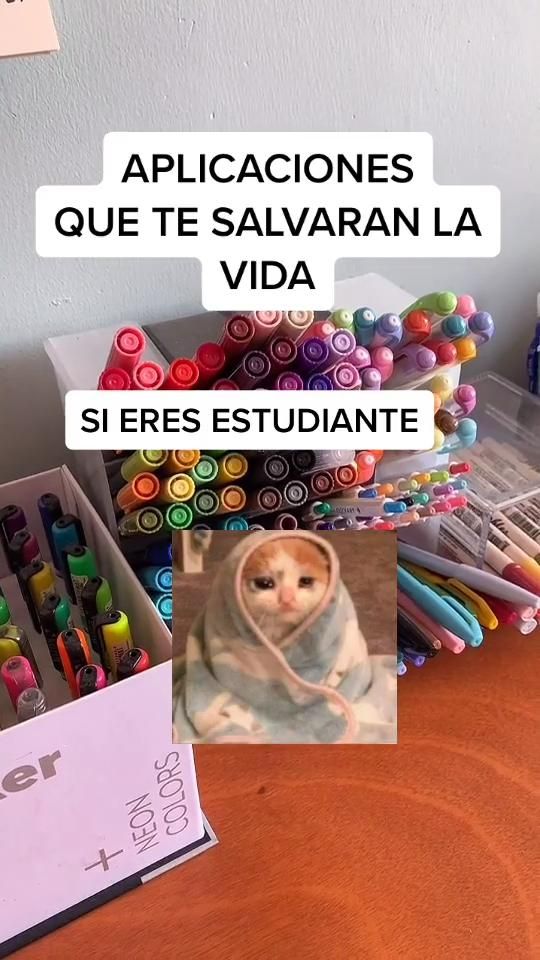 APLICACIONES
QUE TE SALVARAN LA
VIDA
SI ERES ESTUDIANTE
+ NEON
COLORS